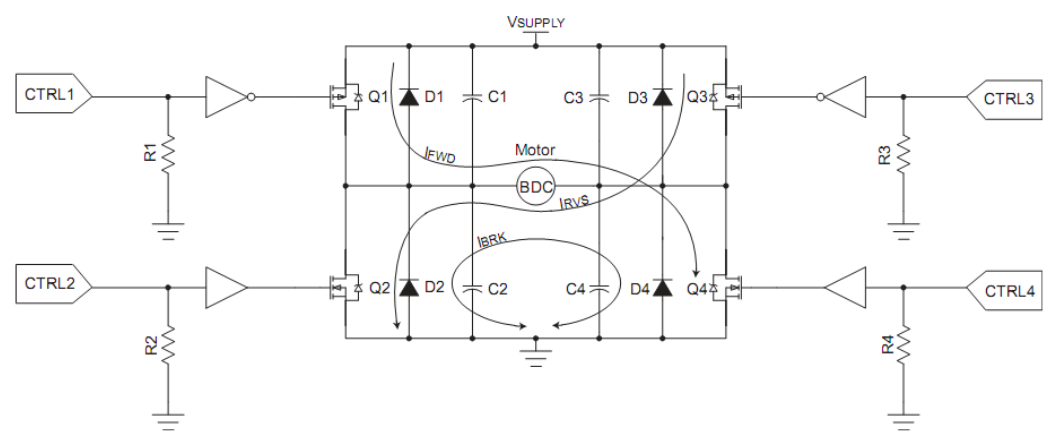 VSUPPLY
CTRL1
Q1
D1
C1
C3
D3
Q3
CTRL3
R1
IFWD
Motor
R3
BDC
IRVS
IBRK
CTRL2
Q2
D2
C2
C4
D4
Q4
CTRL4
R2
R4